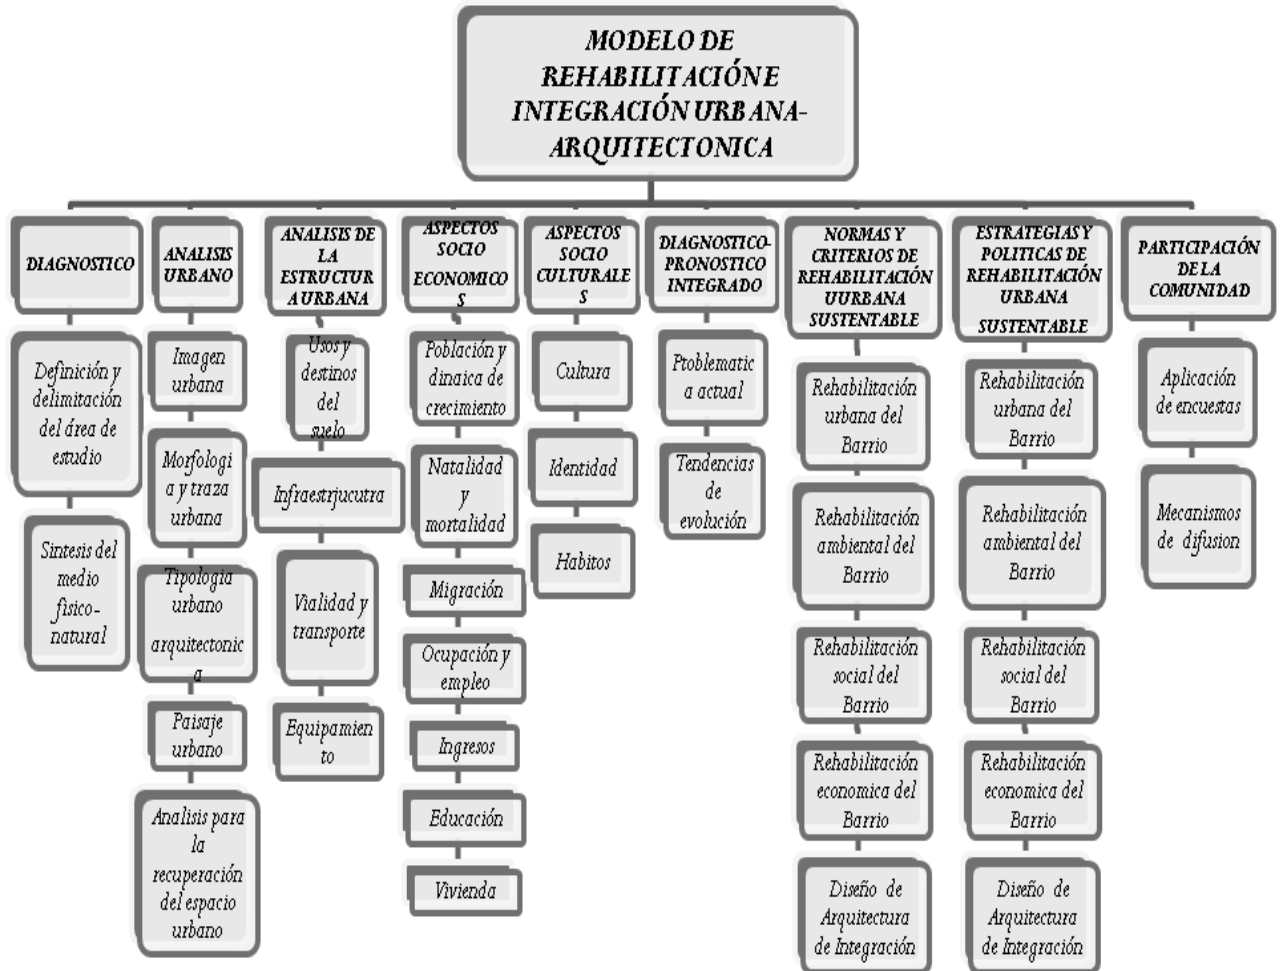 MODELO DE
REHABILITACIÓN E
INTEGRACIÓN URBANA-
ARQUITECTONICA
DIAGNOSTICO
Definición y
delimitación
del área de
estudio
Sintesis del
medio
fisico-
natural
ANALISIS
URBANO
Imagen
urbana
Morfologi
a y traza
urbana
Tipologia
urbano
arquitectonic
a
Paisaje
urbano
Analisis para
la
recuperación
del espacio
urbano
ANALISIS DE
LA
ESTRUCTUR
A URBANA
Usos y
destinos
del
suelo
Infraestrjucutra
Vialidad y
transporte
Equipamien
to
ASPECTOS
SOCIO
ECONOMICO
S
Población y
dinaica de
crecimiento
Natalidad
y
mortalidad
Migración
Ocupación y
empleo
Ingresos
Educación
Vivienda
ASPECTOS
SOCIO
CULTURALE
S
Cultura
Identidad
Habitos
DIAGNOSTICO-
PRONOSTICO
INTEGRADO
Ptoblematic
a actual
Tendencias
de
evolución
NORMAS Y
CRITERIOS DE
REHABILITACIÓN
UURBANA
SUSTENTABLE
Rehabilitación
urbana del
Barrio
Rehabilitación
ambiental del
Barrio
Rehabilitación
social del
Barrio
Rehabilitación
economica del
Barrio
Diseño de
Arquitectura
de Integración
ESTRATEGIAS Y
POLITICAS DE
REHABILITACIÓN
URBANA
SUSTENTABLE
Rehabilitación
urbana del
Barrio
Rehabilitación
ambiental del
Barrio
Rehabilitación
social del
Barrio
Rehabilitación
economica del
Barrio
Diseño de
Arquitectura
de Integración
PARTICIPACIÓN
DE LA
COMUNIDAD
Aplicación
de encuestas
Mecanismos
de difusion